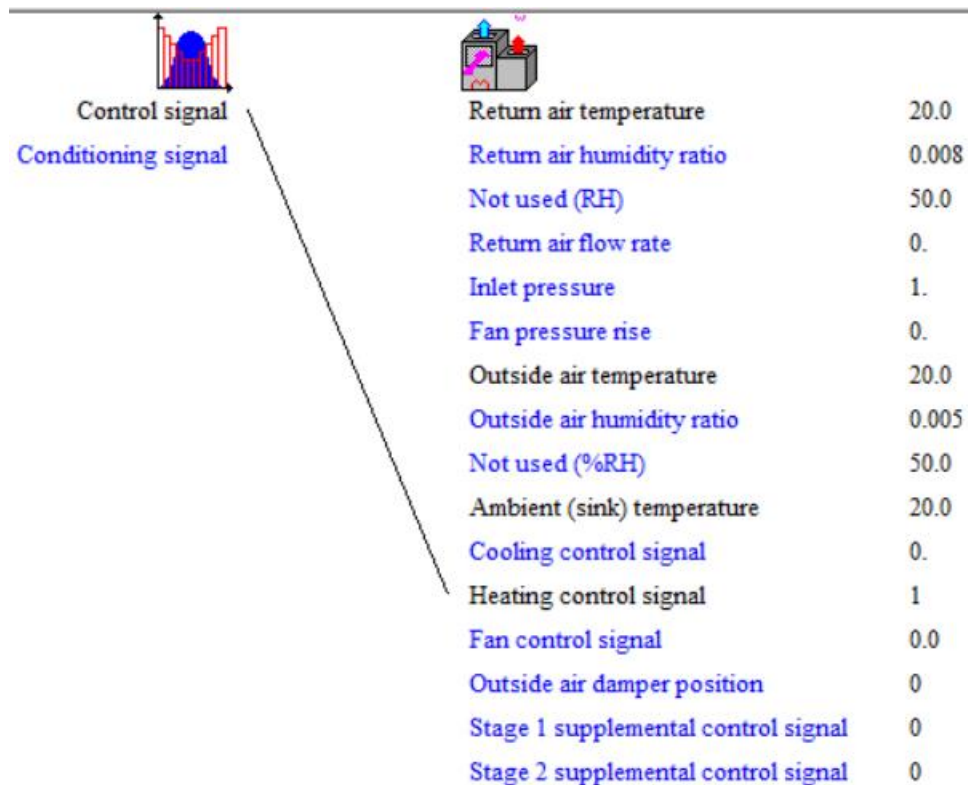 Control signal Return air temperature 20.0
Conditioning signal Return air humidity ratio 0.008
Not used (RH) 50.0
Return air flow rate 0.
Inlet pressure 1.
Fan pressure rise 0.
Outside air temperature 20.0
Outside air humidity ratio 0.005
Not used (%RH) 50.0
Ambient (sink) temperature 20.0
Cooling control signal 0.
Heating control signal 1
Fan control signal 0.0
Outside air damper position 0
Stage 1 supplemental control signal 0
Stage 2 supplemental control signal 0